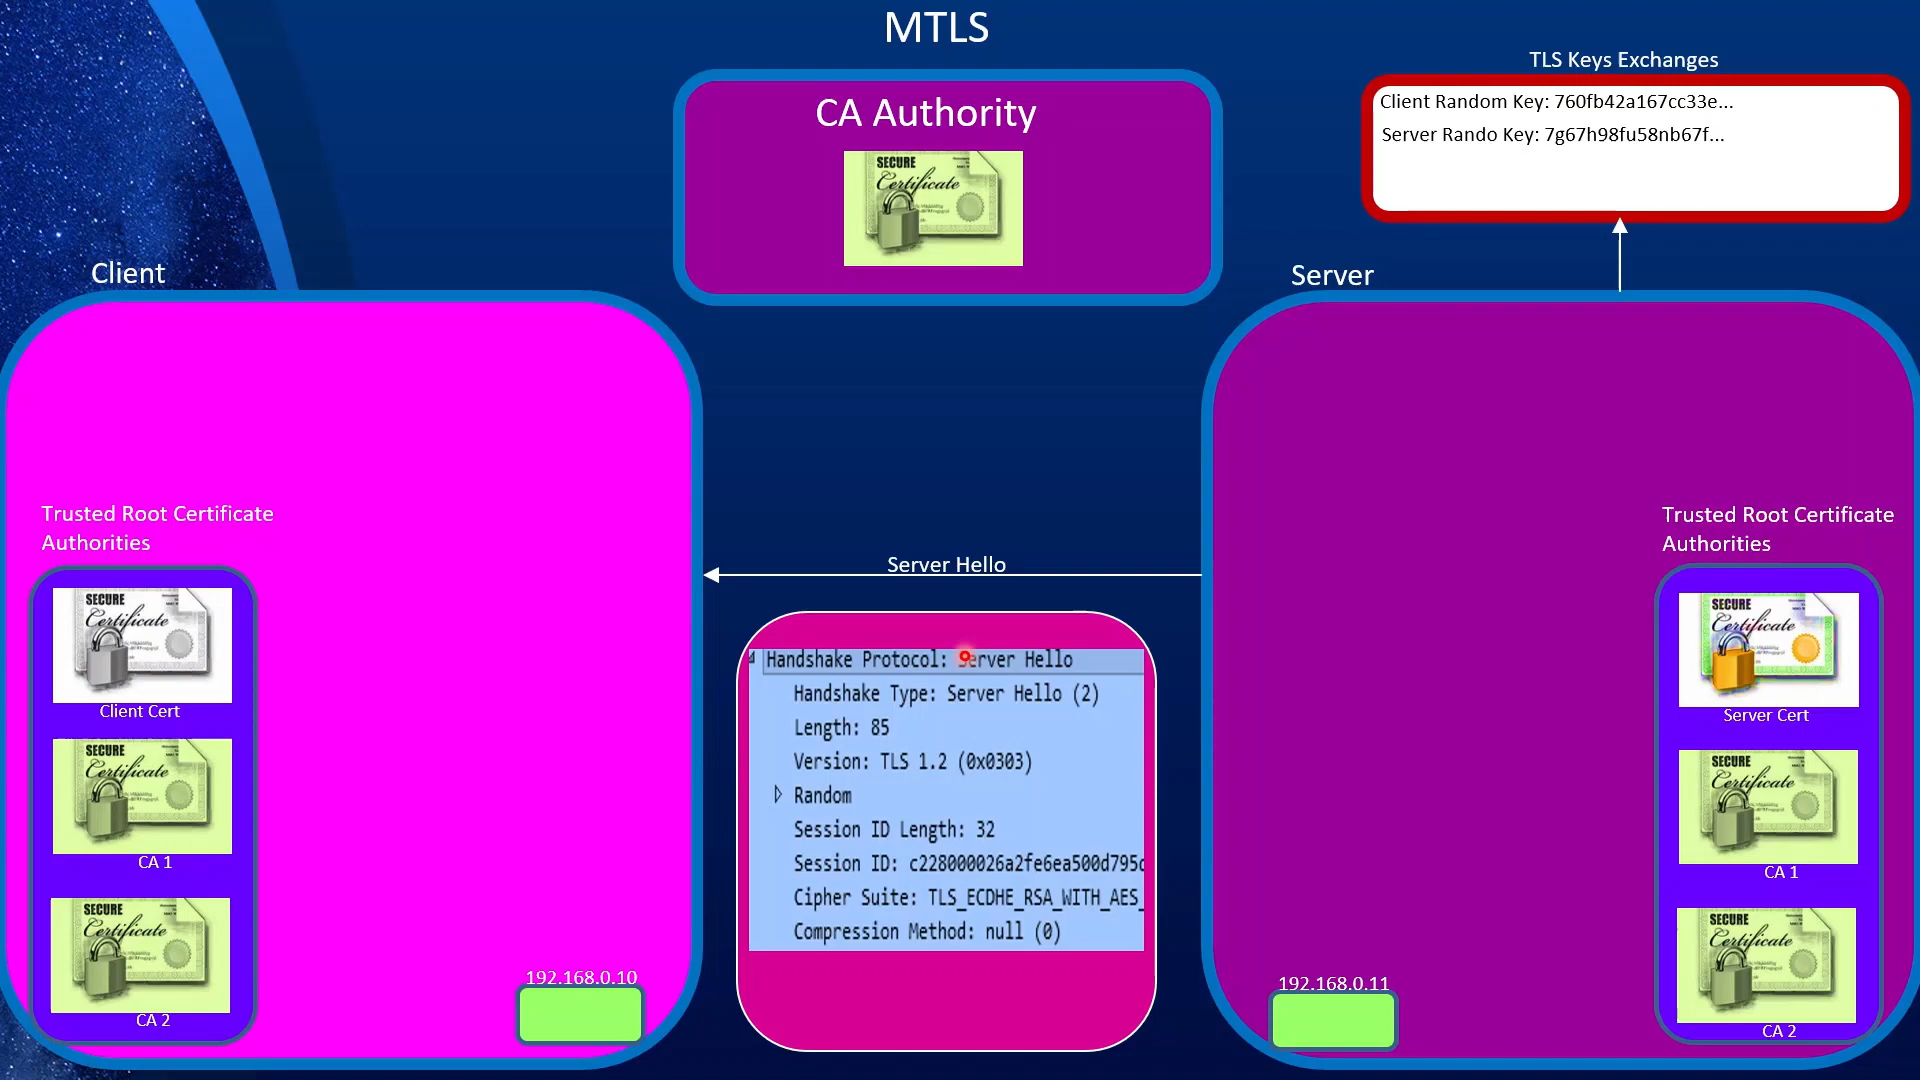 MTLS
TLS Keys Exchanges
Client Random Key: 760fb42a167cc33e...
Server Rando Key: 7g67h98fu58nb67f...
CA Authority
SECURE
Certificate
Client
Server
Trusted Root Certificate
Authorities
SECURE
Certificate
Client Cert
SECURE
Certificate
CA 1
SECURE
Certificate
CA 2
192.168.0.10
Server Hello
Handshake Protocol: Server Hello
Handshake Type: Server Hello (2)
Length: 85
Version: TLS 1.2 (0x0303)
Random
Session ID Length: 32
Session ID: c228000026a2fe6ea500d795c
Cipher Suite: TLS_ECDHE_RSA_WITH_AES_
Compression Method: null (0)
192.168.0.11
Trusted Root Certificate
Authorities
SECURE
Certificate
Server Cert
SECURE
Certificate
CA 1
SECURE
Certificate
CA 2